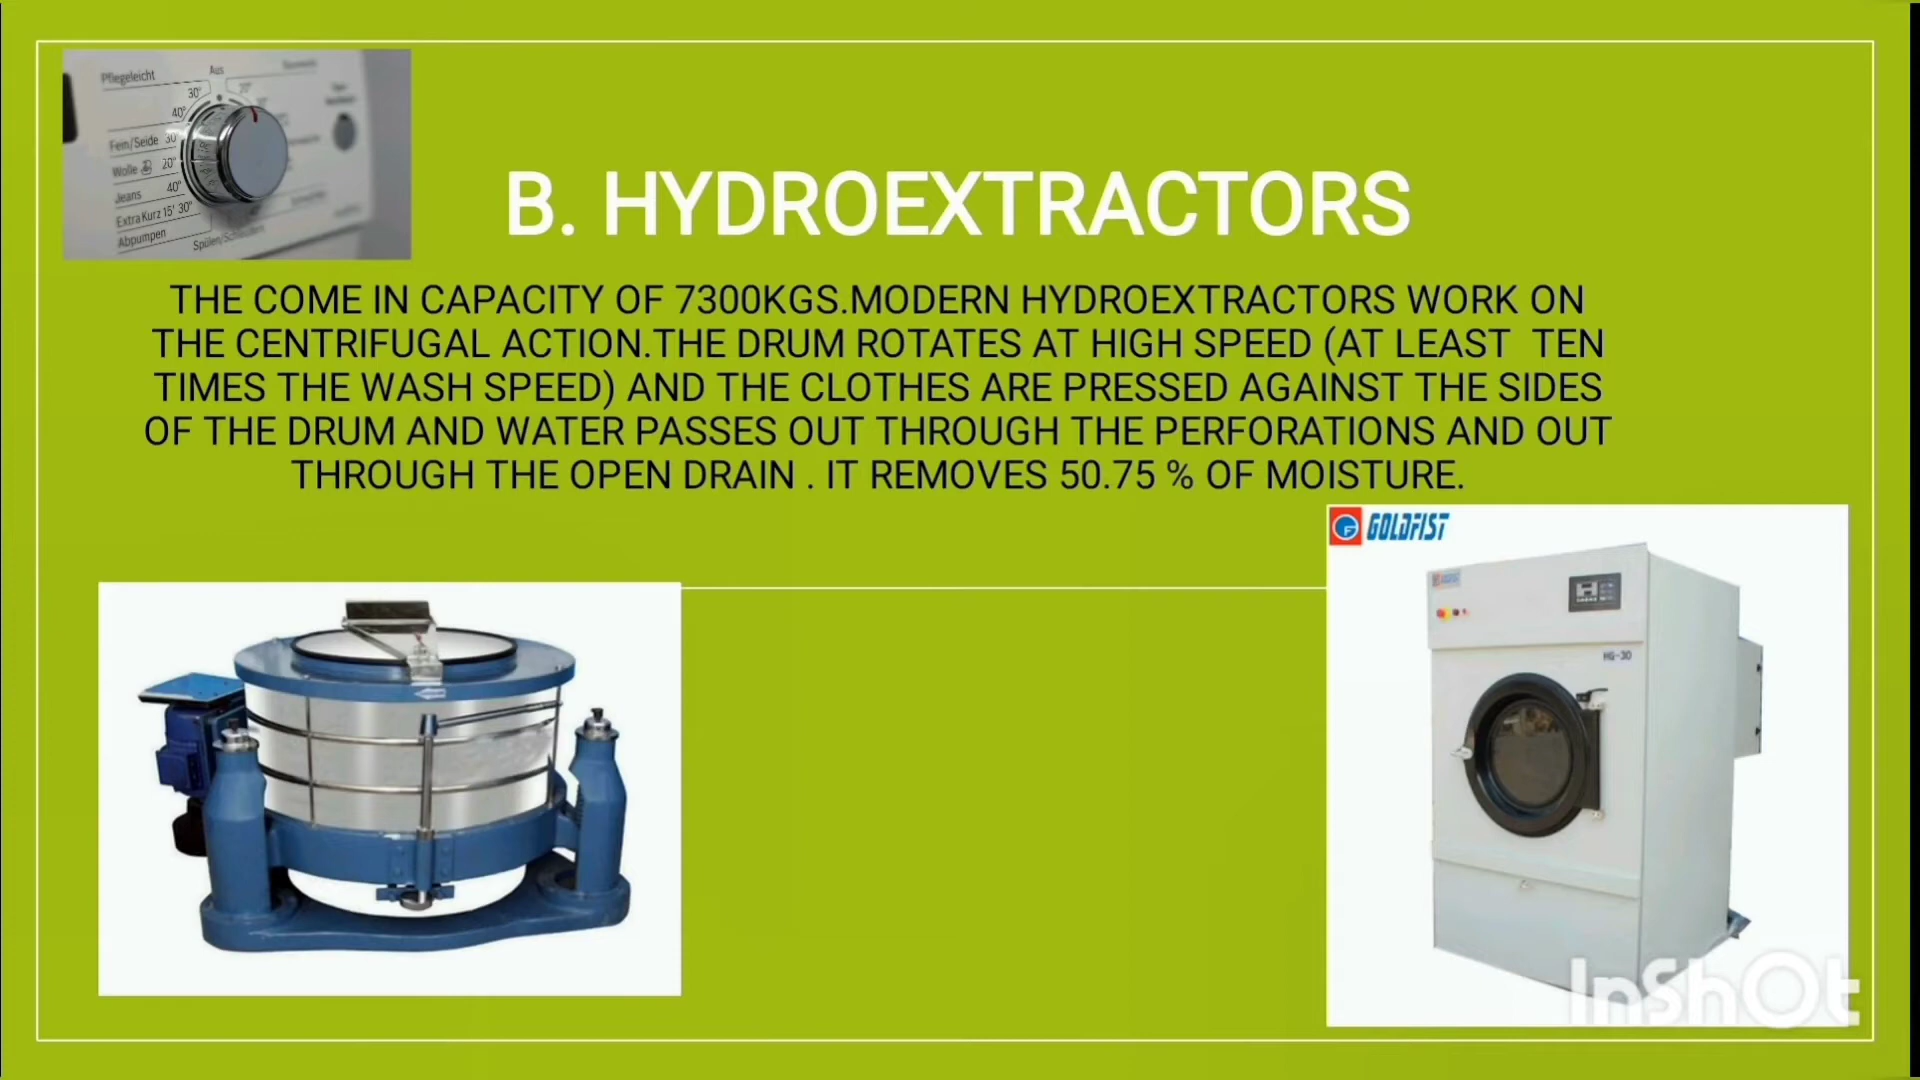 Pflegeleicht
Aus
30°
20°
40°
Fein/Seide 30°
Wolle 20°
Jeans 40°
Extra Kurz 15' 30°
Abpumpen
Spülen/Schleudern
B. HYDROEXTRACTORS
THE COME IN CAPACITY OF 7300KGS.MODERN HYDROEXTRACTORS WORK ON
THE CENTRIFUGAL ACTION.THE DRUM ROTATES AT HIGH SPEED (AT LEAST TEN
TIMES THE WASH SPEED) AND THE CLOTHES ARE PRESSED AGAINST THE SIDES
OF THE DRUM AND WATER PASSES OUT THROUGH THE PERFORATIONS AND OUT
THROUGH THE OPEN DRAIN . IT REMOVES 50.75 % OF MOISTURE.
GOLDFIST
HG-30
InShOt